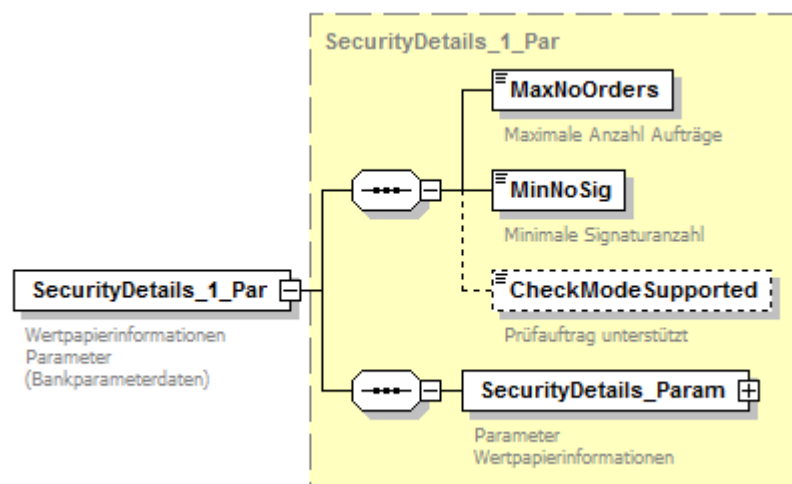 SecurityDetails_1_Par
MaxNoOrders
Maximale Anzahl Aufträge
MinNoSig
Minimale Signaturanzahl
SecurityDetails_1_Par
Wertpapierinformationen
Parameter
(Bankparameterdaten)
CheckModeSupported
Prüfauftrag unterstützt
SecurityDetails_Param
Parameter
Wertpapierinformationen